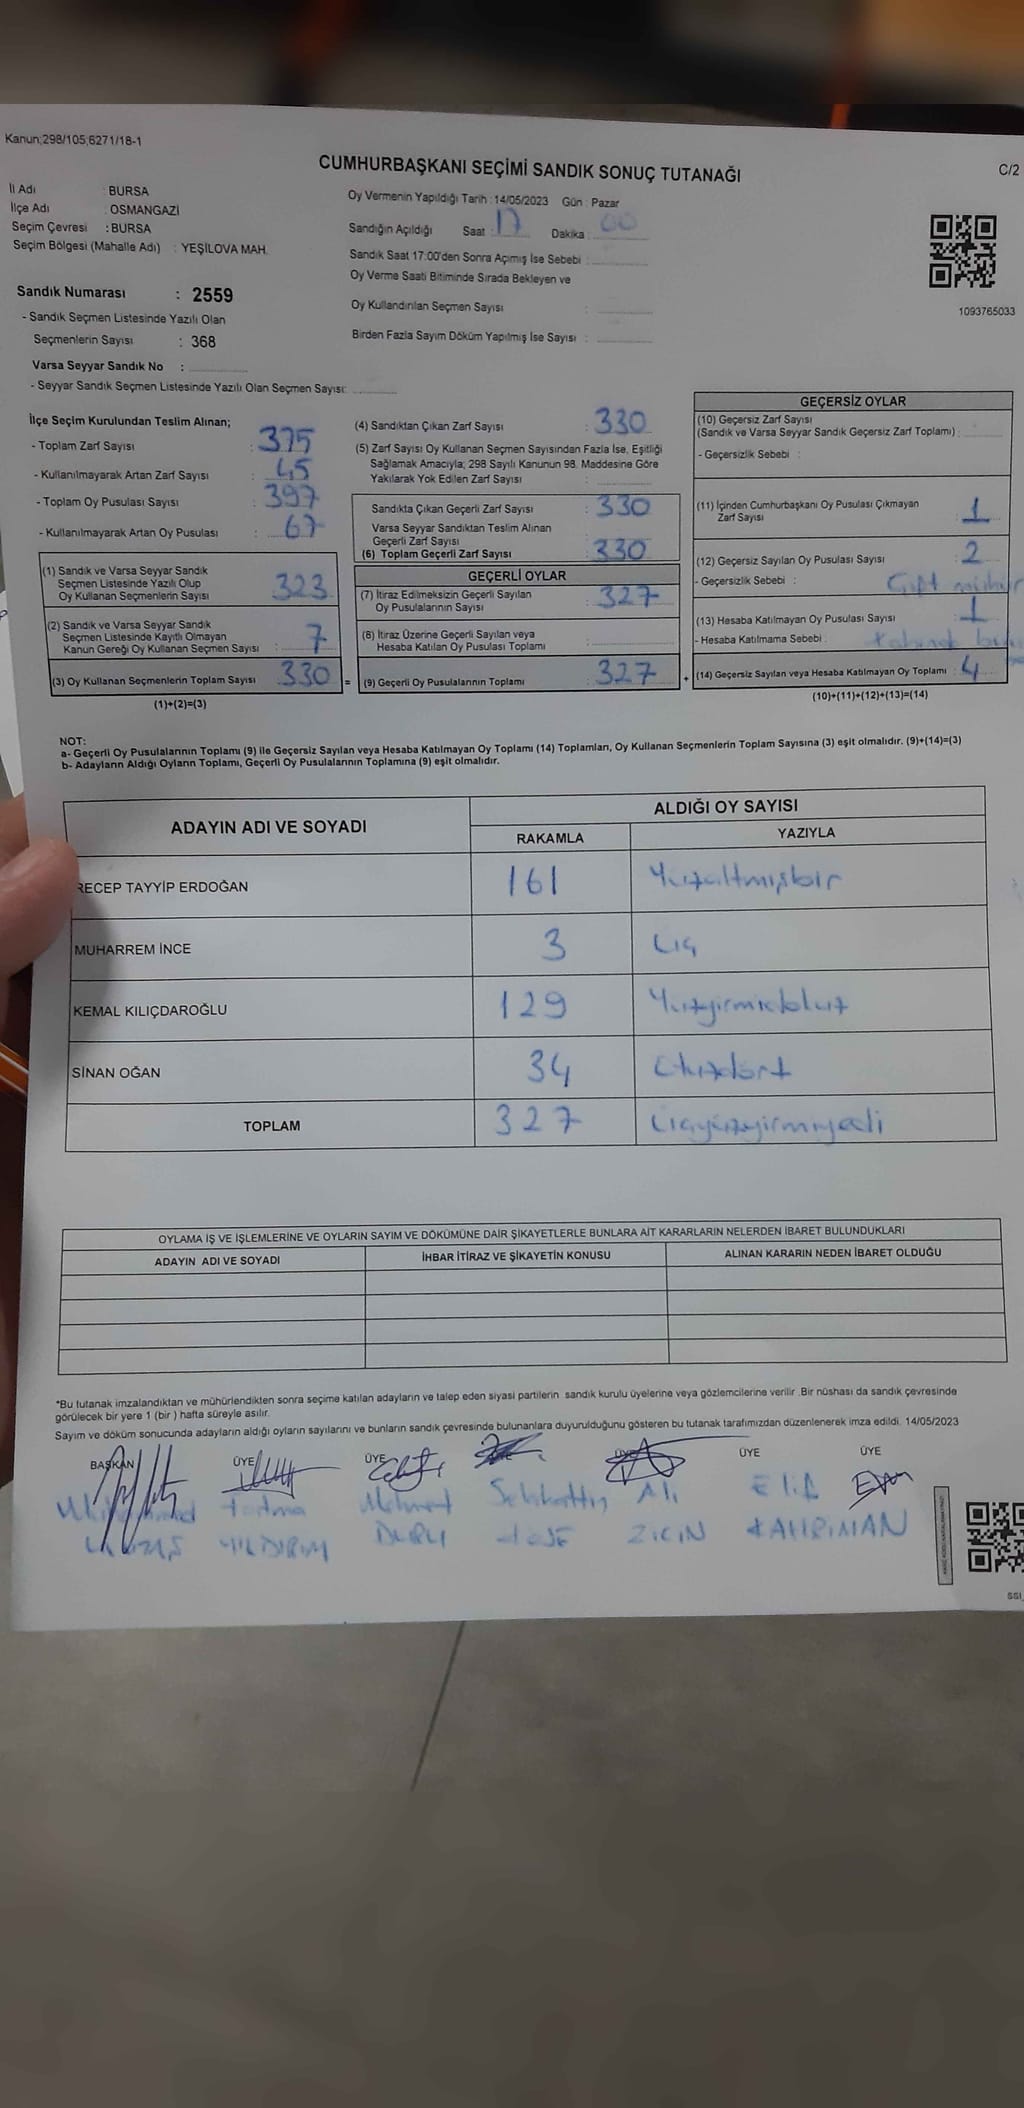 Kanun;298/105;6271/18-1
CUMHURBAŞKANI SEÇİMİ SANDIK SONUÇ TUTANAĞI
C/2
İl Adı : BURSA
İlçe Adı : OSMANGAZİ
Seçim Çevresi : BURSA
Seçim Bölgesi (Mahalle Adı) : YEŞİLOVA MAH.
Oy Vermenin Yapıldığı Tarih : 14/05/2023 Gün : Pazar
Sandığın Açıldığı Saat : 17 Dakika : 00
Sandık Saat 17:00'den Sonra Açımış İse Sebebi :
Oy Verme Saati Bitiminde Sırada Bekleyen ve
Oy Kullandırılan Seçmen Sayısı :
Birden Fazla Sayım Döküm Yapılmış İse Sayısı :
1093765033
Sandık Numarası : 2559
- Sandık Seçmen Listesinde Yazılı Olan
Seçmenlerin Sayısı : 368
Varsa Seyyar Sandık No :
- Seyyar Sandık Seçmen Listesinde Yazılı Olan Seçmen Sayısı:
İlçe Seçim Kurulundan Teslim Alınan;
- Toplam Zarf Sayısı : 375
- Kullanılmayarak Artan Zarf Sayısı : 45
- Toplam Oy Pusulası Sayısı : 397
- Kullanılmayarak Artan Oy Pusulası : 67
(1) Sandık ve Varsa Seyyar Sandık
Seçmen Listesinde Yazılı Olup
Oy Kullanan Seçmenlerin Sayısı : 323
(2) Sandık ve Varsa Seyyar Sandık
Seçmen Listesinde Kayıtlı Olmayan
Kanun Gereği Oy Kullanan Seçmen Sayısı : 7
(3) Oy Kullanan Seçmenlerin Toplam Sayısı : 330
(1)+(2)=(3)
(4) Sandıktan Çıkan Zarf Sayısı : 330
(5) Zarf Sayısı Oy Kullanan Seçmen Sayısından Fazla İse, Eşitliği
Sağlamak Amacıyla; 298 Sayılı Kanunun 98. Maddesine Göre
Yakılarak Yok Edilen Zarf Sayısı :
Sandıkta Çıkan Geçerli Zarf Sayısı : 330
Varsa Seyyar Sandıktan Teslim Alınan
Geçerli Zarf Sayısı :
(6) Toplam Geçerli Zarf Sayısı : 330
GEÇERLİ OYLAR
(7) İtiraz Edilmeksizin Geçerli Sayılan
Oy Pusulalarının Sayısı : 327
(8) İtiraz Üzerine Geçerli Sayılan veya
Hesaba Katılan Oy Pusulası Toplamı :
= (9) Geçerli Oy Pusulalarının Toplamı : 327
GEÇERSİZ OYLAR
(10) Geçersiz Zarf Sayısı
(Sandık ve Varsa Seyyar Sandık Geçersiz Zarf Toplamı) :
- Geçersizlik Sebebi :
(11) İçinden Cumhurbaşkanı Oy Pusulası Çıkmayan
Zarf Sayısı : 1
(12) Geçersiz Sayılan Oy Pusulası Sayısı : 2
- Geçersizlik Sebebi : Çift mühür
(13) Hesaba Katılmayan Oy Pusulası Sayısı : 1
- Hesaba Katılmama Sebebi :
+ (14) Geçersiz Sayılan veya Hesaba Katılmayan Oy Toplamı : 4
(10)+(11)+(12)+(13)=(14)
NOT:
a- Geçerli Oy Pusulalarının Toplamı (9) ile Geçersiz Sayılan veya Hesaba Katılmayan Oy Toplamı (14) Toplamları, Oy Kullanan Seçmenlerin Toplam Sayısına (3) eşit olmalıdır. (9)+(14)=(3)
b- Adayların Aldığı Oyların Toplamı, Geçerli Oy Pusulalarının Toplamına (9) eşit olmalıdır.
ADAYIN ADI VE SOYADI
ALDIĞI OY SAYISI
RAKAMLA YAZIYLA
RECEP TAYYİP ERDOĞAN 161 Yüzaltmışbir
MUHARREM İNCE 3 Üç
KEMAL KILIÇDAROĞLU 129 Yüzyirmidokuz
SİNAN OĞAN 34 Otuzdört
TOPLAM 327 Üçyüzyirmiyedi
OYLAMA İŞ VE İŞLEMLERİNE VE OYLARIN SAYIM VE DÖKÜMÜNE DAİR ŞİKAYETLERLE BUNLARA AİT KARARLARIN NELERDEN İBARET BULUNDUKLARI
ADAYIN ADI VE SOYADI İHBAR İTİRAZ VE ŞİKAYETİN KONUSU ALINAN KARARIN NEDEN İBARET OLDUĞU
*Bu tutanak imzalandıktan ve mühürlendikten sonra seçime katılan adayların ve talep eden siyasi partilerin sandık kurulu üyelerine veya gözlemcilerine verilir .Bir nüshası da sandık çevresinde
görülecek bir yere 1 (bir ) hafta süreyle asılır.
Sayım ve döküm sonucunda adayların aldığı oyların sayılarını ve bunların sandık çevresinde bulunanlara duyurulduğunu gösteren bu tutanak tarafımızdan düzenlenerek imza edildi. 14/05/2023
BAŞKAN ÜYE ÜYE ÜYE ÜYE ÜYE
Fatma Mehmet Selahattin Ali Elif
YILDIRIM KÖSE KAHRIMAN